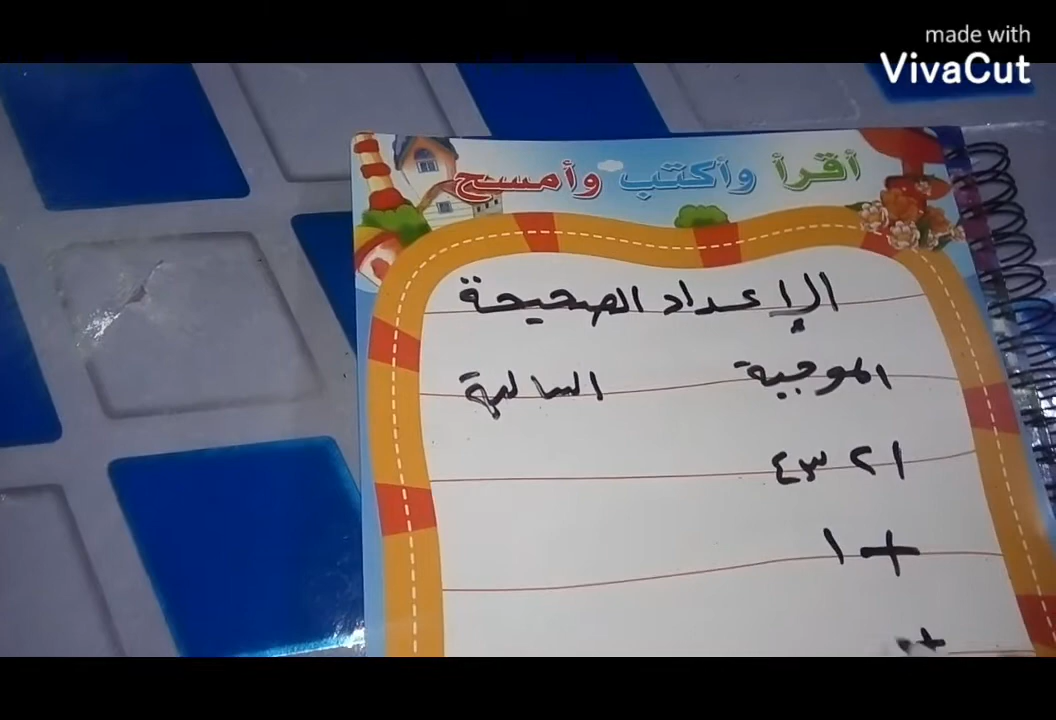 made with
VivaCut
أقرأ وأكتب وأمسح
الإعداد الصحيحة
الموجبة السالبة
١ ٢ ٣ ٤
+ ١
+